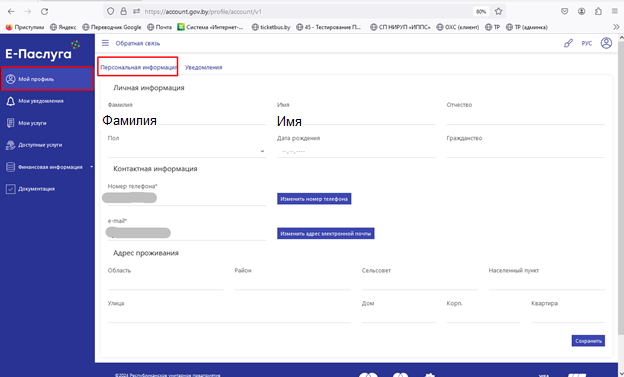 https://account.gov.by/profile/account/v1
80%
Приступим Яндекс Переводчик Google Почта Система «Интернет-... ticketbus.by 45 - Тестирование П... СП НИРУП «ИППС» ОХС (клиент) ТР ТР (админка)
Е-Паслуга
Обратная связь
РУС
Мой профиль
Мои уведомления
Мои услуги
Доступные услуги
Финансовая информация
Документация
Персональная информация Уведомления
Личная информация
Фамилия Имя Отчество
Фамилия Имя
Пол Дата рождения Гражданство
--.--.----
Контактная информация
Номер телефона*
Изменить номер телефона
e-mail*
Изменить адрес электронной почты
Адрес проживания
Область Район Сельсовет Населенный пункт
Улица Дом Корп. Квартира
Сохранить
©2024 Республиканское унитарное предприятие